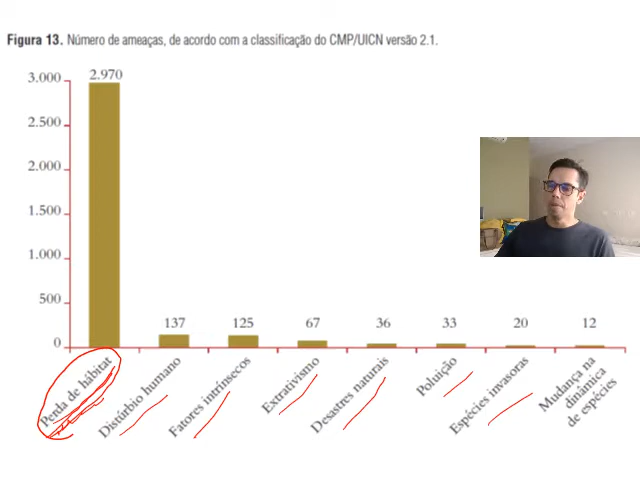 Figura 13. Número de ameaças, de acordo com a classificação do CMP/UICN versão 2.1.
3.000
2.500
2.000
1.500
1.000
500
0
2.970
137
125
67
36
33
20
12
Perda de hábitat
Distúrbio humano
Fatores intrínsecos
Extrativismo
Desastres naturais
Poluição
Espécies invasoras
Mudança na
dinâmica
de espécies